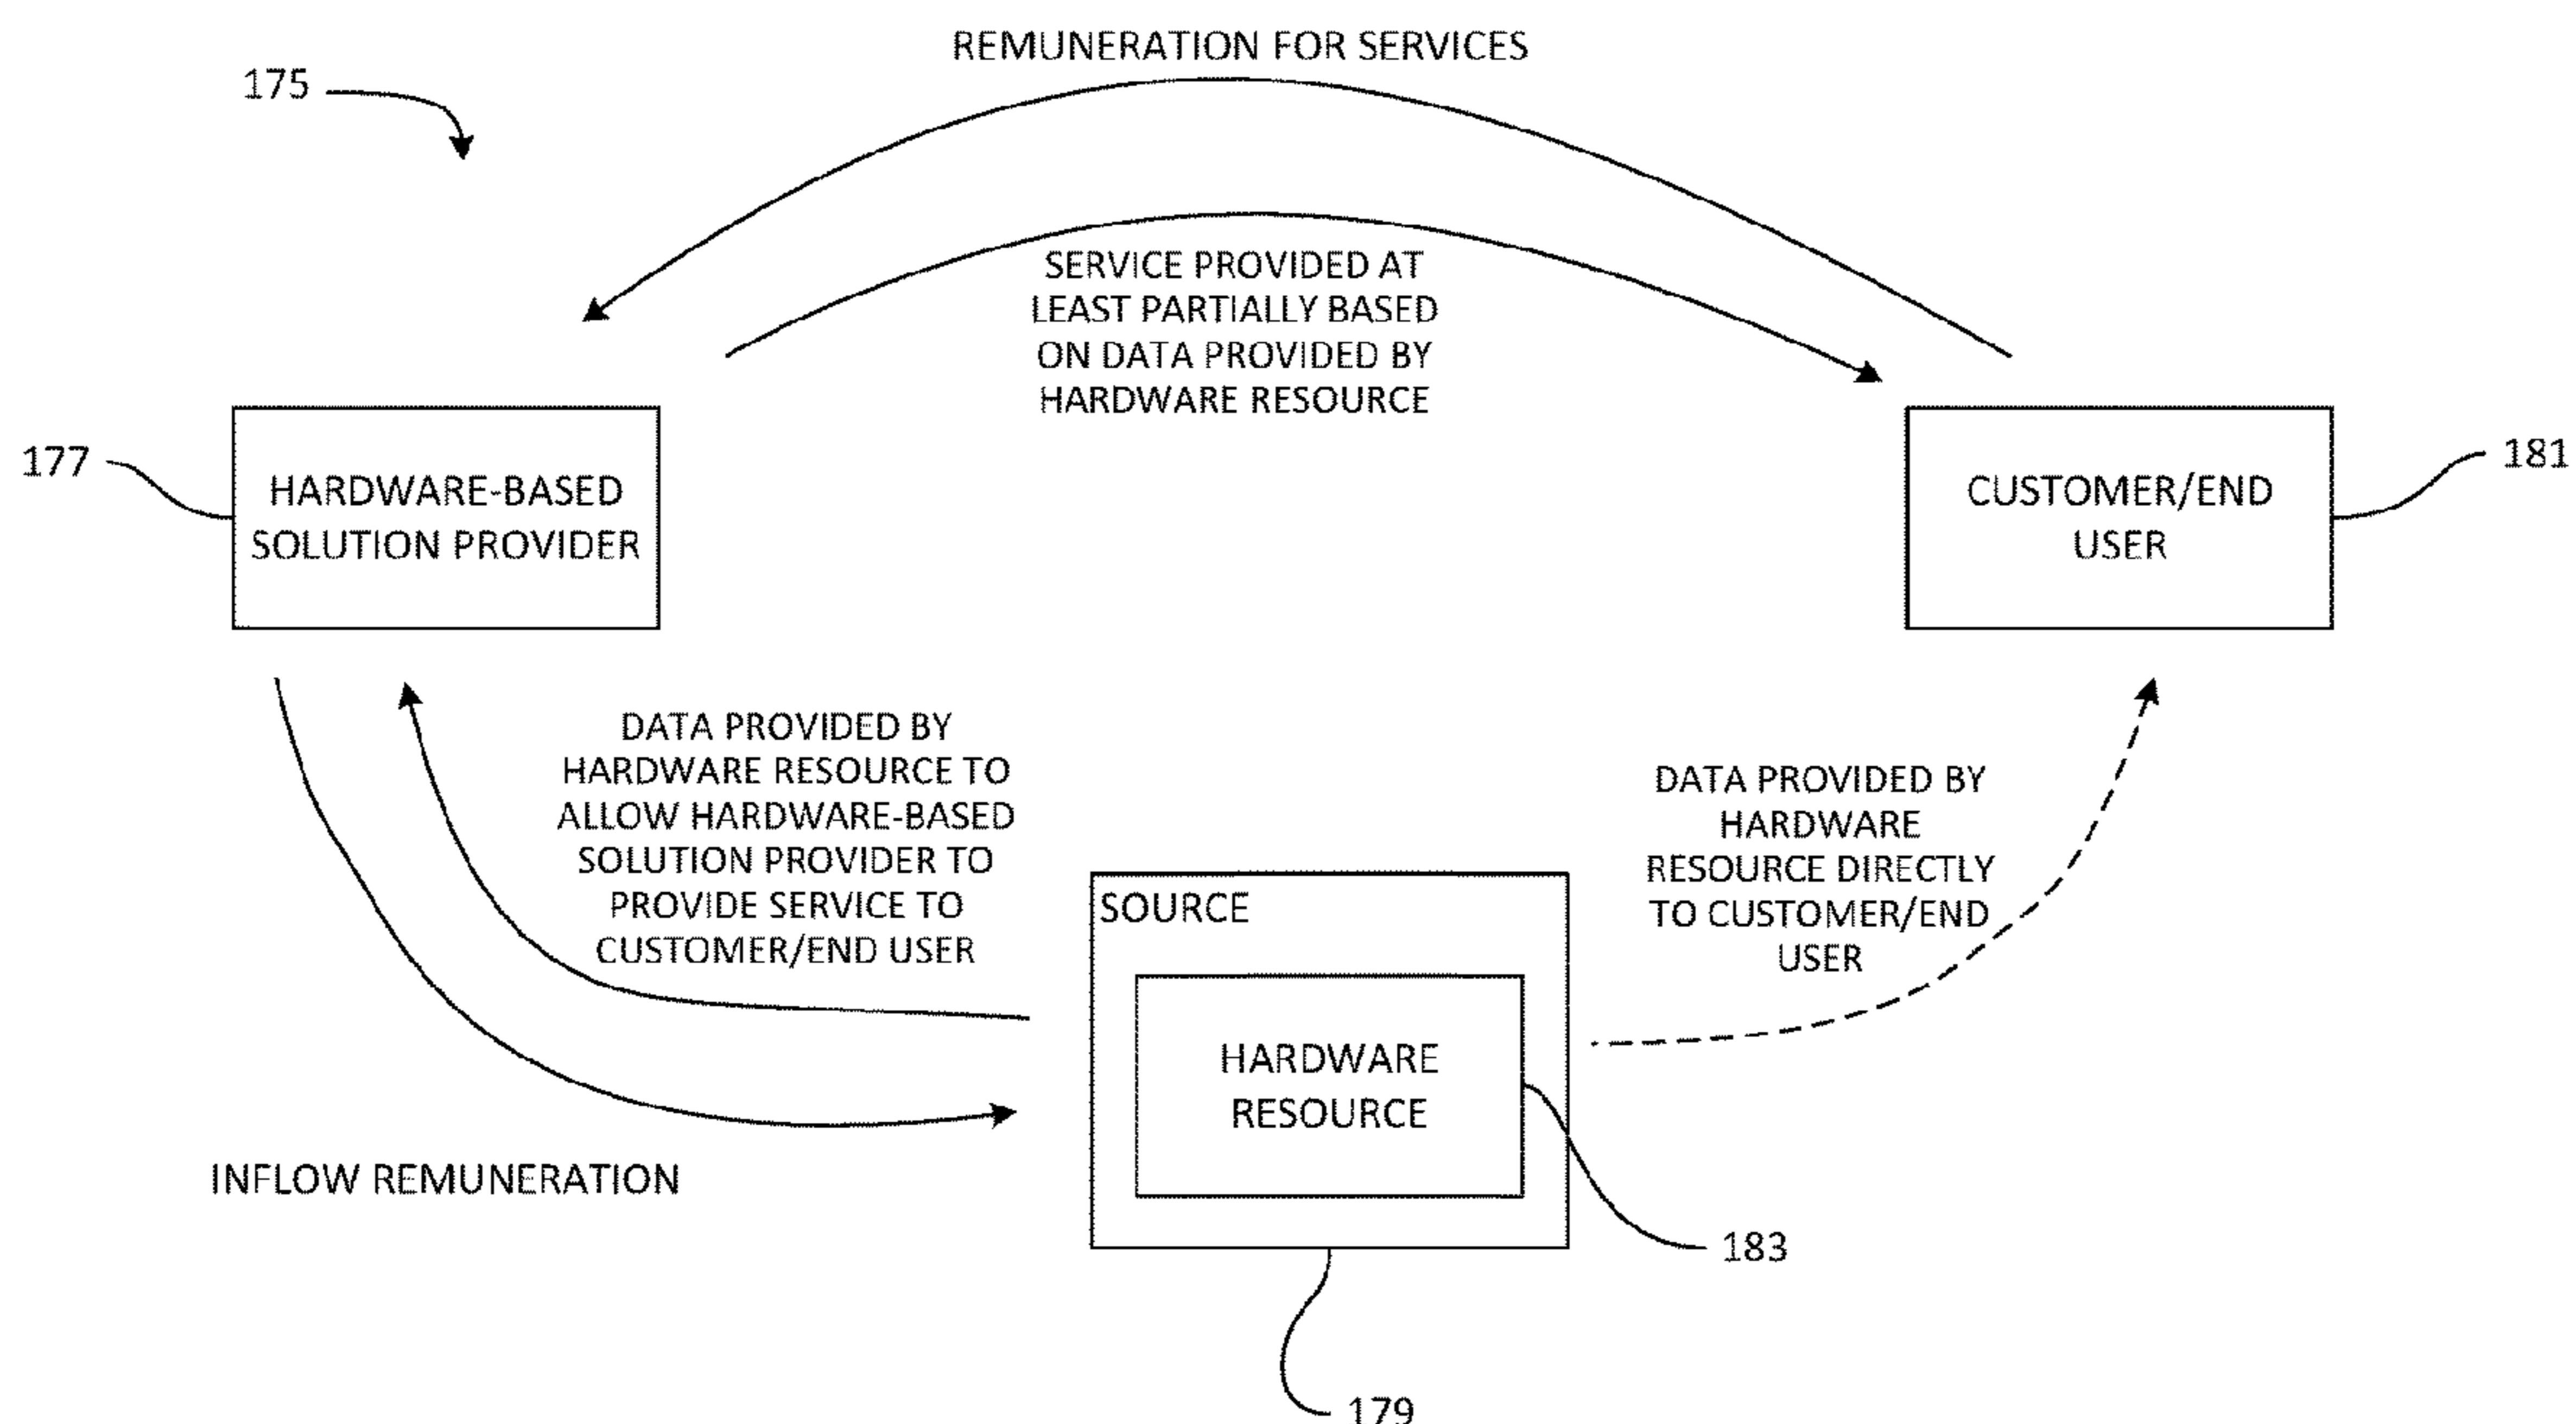 REMUNERATION FOR SERVICES
175
SERVICE PROVIDED AT
LEAST PARTIALLY BASED
ON DATA PROVIDED BY
HARDWARE RESOURCE
177
HARDWARE-BASED
SOLUTION PROVIDER
CUSTOMER/END
USER
181
DATA PROVIDED BY
HARDWARE RESOURCE TO
ALLOW HARDWARE-BASED
SOLUTION PROVIDER TO
PROVIDE SERVICE TO
CUSTOMER/END USER
DATA PROVIDED BY
HARDWARE
RESOURCE DIRECTLY
TO CUSTOMER/END
USER
SOURCE
HARDWARE
RESOURCE
INFLOW REMUNERATION
183
179